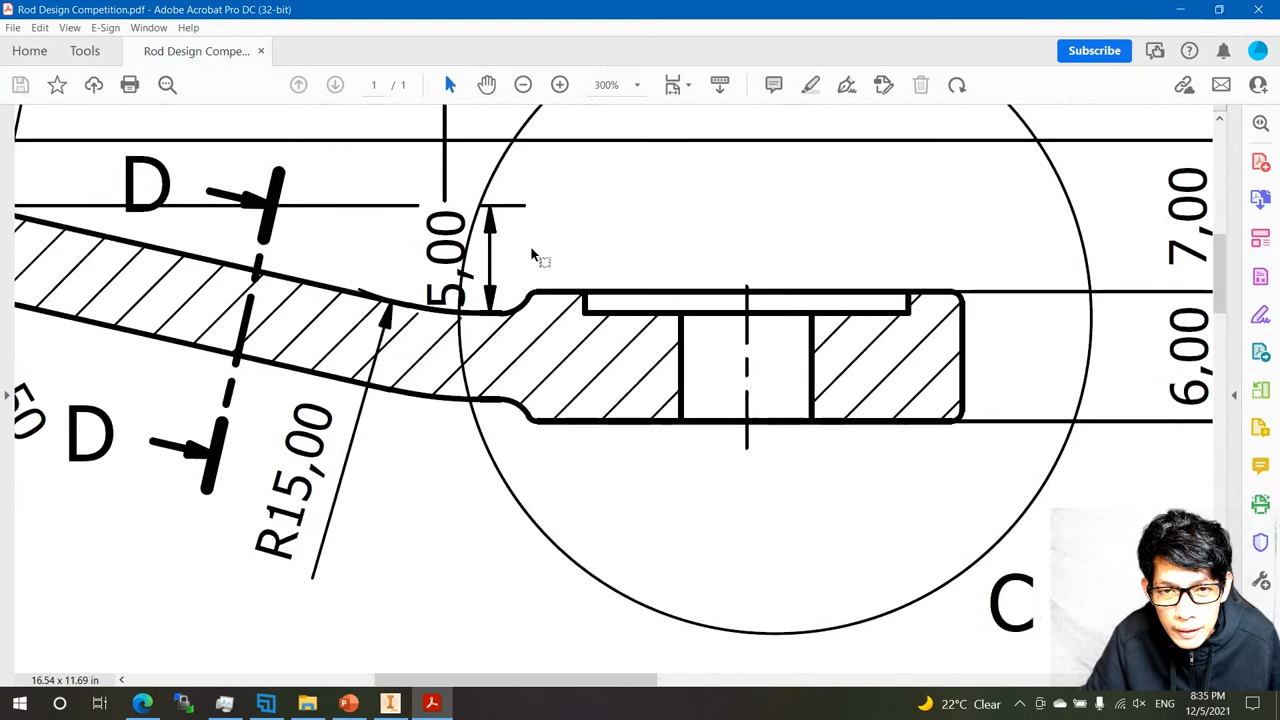 Rod Design Competition.pdf - Adobe Acrobat Pro DC (32-bit)
File Edit View E-Sign Window Help
Home Tools Rod Design Compe... ×
Subscribe
1 / 1 300%
D
5,00
7,00
6,00
D
R15,00
50
C
16.54 x 11.69 in
22°C Clear
8:35 PM
12/5/2021